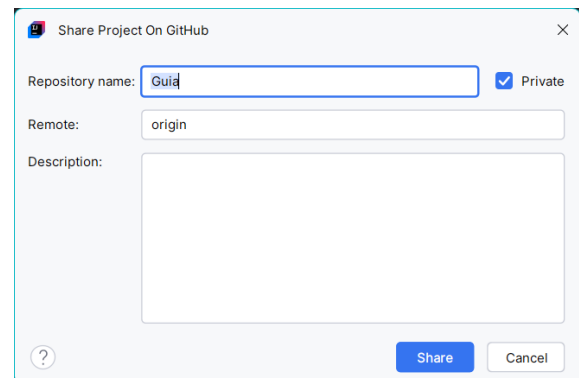 Share Project On GitHub
Repository name: Guia Private
Remote: origin
Description:
? Share Cancel